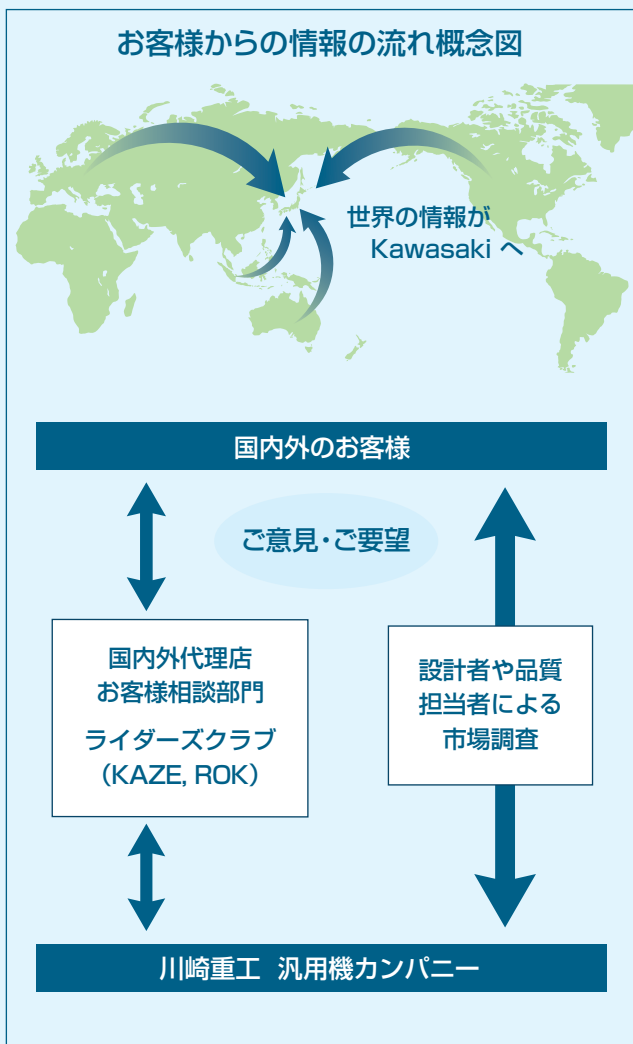 お客様からの情報の流れ概念図
世界の情報が
Kawasaki へ
国内外のお客様
ご意見・ご要望
国内外代理店
お客様相談部門
ライダーズクラブ
（KAZE, ROK）
設計者や品質
担当者による
市場調査
川崎重工 汎用機カンパニー